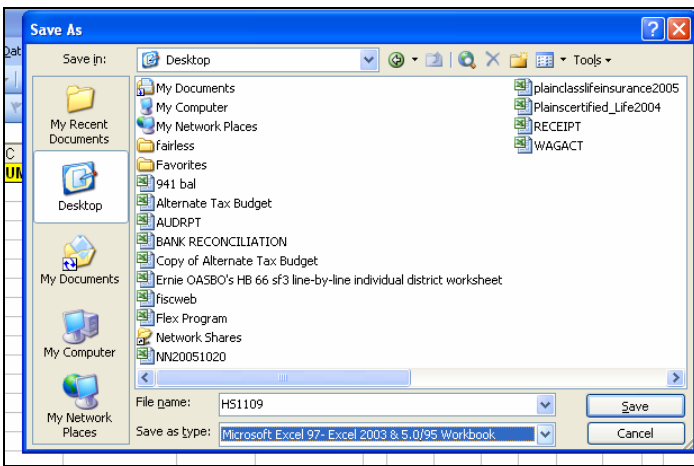 Save As
Dat
Save in:
Desktop
Tools
C
UM
My Recent
Documents
Desktop
My Documents
My Computer
My Network
Places
My Documents
My Computer
My Network Places
fairless
Favorites
941 bal
Alternate Tax Budget
AUDRPT
BANK RECONCILIATION
Copy of Alternate Tax Budget
Ernie OASBO's HB 66 sf3 line-by-line individual district worksheet
fiscweb
Flex Program
Network Shares
NN20051020
plainclasslifeinsurance2005
Plainscertified_Life2004
RECEIPT
WAGACT
File name:
HS1109
Save
Save as type:
Microsoft Excel 97- Excel 2003 & 5.0/95 Workbook
Cancel